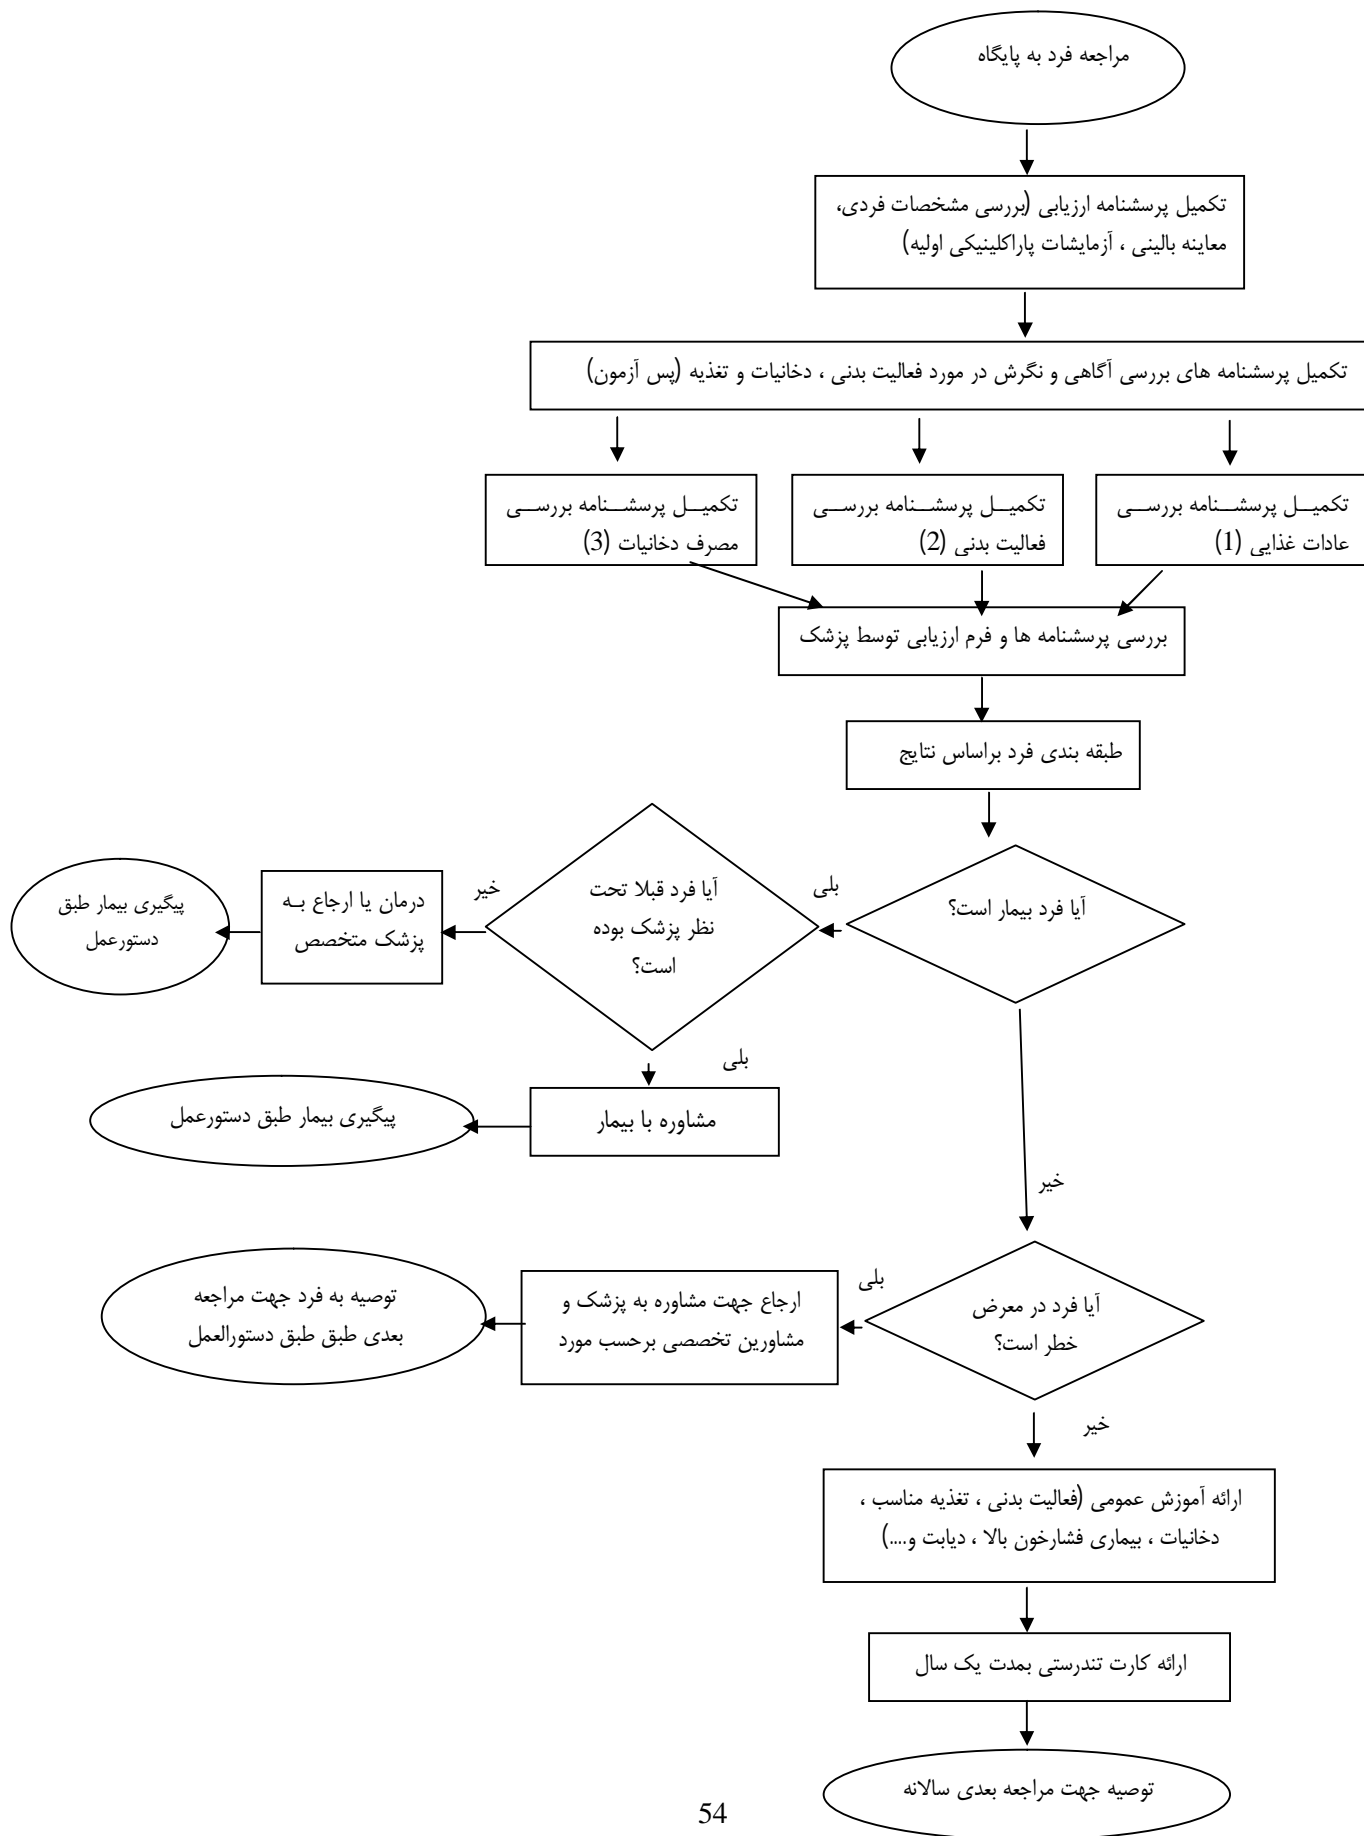 مراجعه فرد به پایگاه
تکمیل پرسشنامه ارزیابی (بررسی مشخصات فردی،
معاینه بالینی ، آزمایشات پاراکلینیکی اولیه)
تکمیل پرسشنامه های بررسی آگاهی و نگرش در مورد فعالیت بدنی ، دخانیات و تغذیه (پس آزمون)
تکمیــل پرسشــنامه بررســی
عادات غذایی (1)
تکمیــل پرسشــنامه بررســی
فعالیت بدنی (2)
تکمیــل پرسشــنامه بررســی
مصرف دخانیات (3)
بررسی پرسشنامه ها و فرم ارزیابی توسط پزشک
طبقه بندی فرد براساس نتایج
آیا فرد بیمار است؟
بلی
آیا فرد قبلا تحت
نظر پزشک بوده
است؟
خیر
درمان یا ارجاع بـه
پزشک متخصص
پیگیری بیمار طبق
دستورعمل
بلی
مشاوره با بیمار
پیگیری بیمار طبق دستورعمل
خیر
آیا فرد در معرض
خطر است؟
بلی
ارجاع جهت مشاوره به پزشک و
مشاورین تخصصی برحسب مورد
توصیه به فرد جهت مراجعه
بعدی طبق طبق دستورالعمل
خیر
ارائه آموزش عمومی (فعالیت بدنی ، تغذیه مناسب ،
دخانیات ، بیماری فشارخون بالا ، دیابت و....)
ارائه کارت تندرستی بمدت یک سال
توصیه جهت مراجعه بعدی سالانه
54